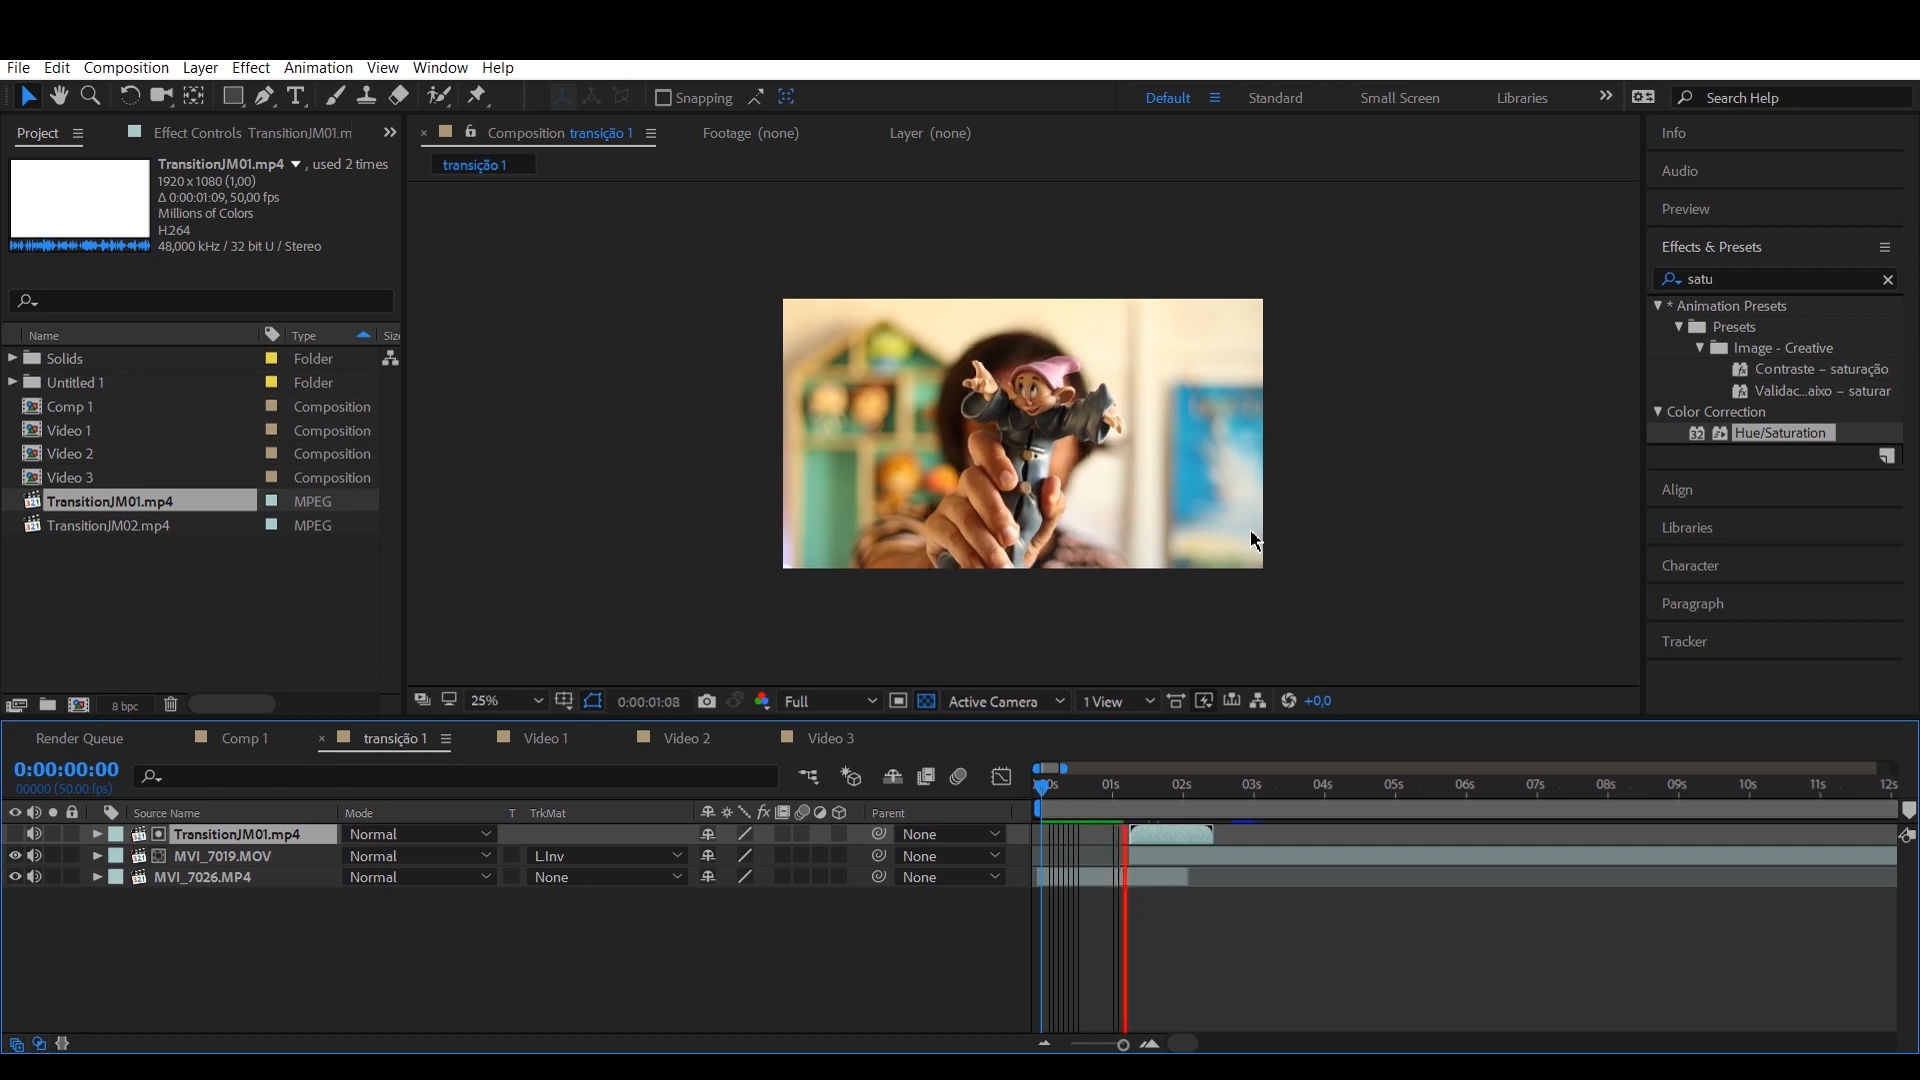 File Edit Composition Layer Effect Animation View Window Help
Snapping
Default Standard Small Screen Libraries Search Help
Project Effect Controls TransitionJM01.m
Composition transição 1 Footage (none) Layer (none)
transição 1
TransitionJM01.mp4 , used 2 times
1920 x 1080 (1,00)
Δ 0:00:01:09, 50,00 fps
Millions of Colors
H.264
48,000 kHz / 32 bit U / Stereo
Name Type Siz
Solids Folder
Untitled 1 Folder
Comp 1 Composition
Video 1 Composition
Video 2 Composition
Video 3 Composition
TransitionJM01.mp4 MPEG
TransitionJM02.mp4 MPEG
8 bpc
25% 0:00:01:08 Full Active Camera 1 View +0,0
Info
Audio
Preview
Effects & Presets
satu
* Animation Presets
Presets
Image - Creative
Contraste – saturação
Validac...aixo – saturar
Color Correction
32 Hue/Saturation
Align
Libraries
Character
Paragraph
Tracker
Render Queue Comp 1 transição 1 Video 1 Video 2 Video 3
0:00:00:00
00000 (50.00 fps)
01s 02s 03s 04s 05s 06s 07s 08s 09s 10s 11s 12s
Source Name Mode T TrkMat fx Parent
TransitionJM01.mp4 Normal None
MVI_7019.MOV Normal L.Inv None
MVI_7026.MP4 Normal None None